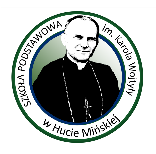 SZKOŁA PODSTAWOWA
im. Karola Wojtyły
w Hucie Mińskiej